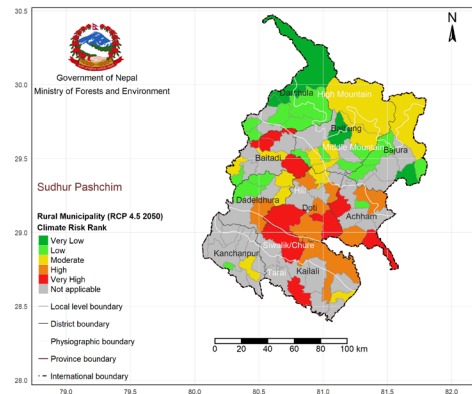 30.5
30.0
29.5
29.0
28.5
28.0
79.0
80.0
80.5
81.0
81.5
82.0
N
Government of Nepal
Ministry of Forests and Environment
Sudhur Pashchim
Rural Municipality (RCP 4.5 2050)
Climate Risk Rank
Very Low
Low
Moderate
High
Very High
Not applicable
Local level boundary
District boundary
Physiographic boundary
Province boundary
International boundary
Darchula
High Mountain
Bajhang
Middle Mountain
Bajura
Baitadi
Hill
Dadeldhura
Doti
Achham
Siwalik/Chure
Kanchanpur
Tarai
Kailali
0 20 40 60 80 100 km